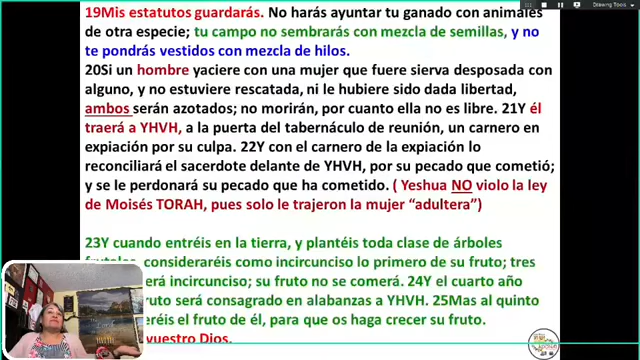 Drawing Tools
19Mis estatutos guardarás. No harás ayuntar tu ganado con animales
de otra especie; tu campo no sembrarás con mezcla de semillas, y no
te pondrás vestidos con mezcla de hilos.
20Si un hombre yaciere con una mujer que fuere sierva desposada con
alguno, y no estuviere rescatada, ni le hubiere sido dada libertad,
ambos serán azotados; no morirán, por cuanto ella no es libre. 21Y él
traerá a YHVH, a la puerta del tabernáculo de reunión, un carnero en
expiación por su culpa. 22Y con el carnero de la expiación lo
reconciliará el sacerdote delante de YHVH, por su pecado que cometió;
y se le perdonará su pecado que ha cometido. ( Yeshua NO violo la ley
de Moisés TORAH, pues solo le trajeron la mujer “adultera”)
23Y cuando entréis en la tierra, y plantéis toda clase de árboles
consideraréis como incircunciso lo primero de su fruto; tres
incircunciso; su fruto no se comerá. 24Y el cuarto año
fruto será consagrado en alabanzas a YHVH. 25Mas al quinto
el fruto de él, para que os haga crecer su fruto.
vuestro Dios.